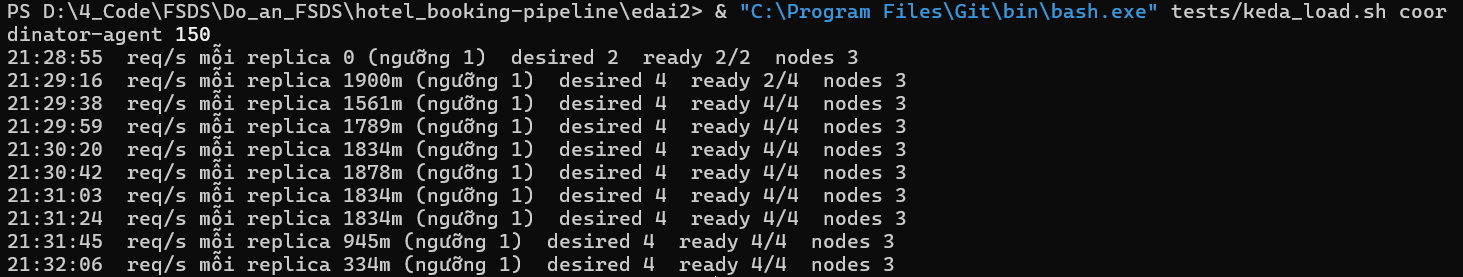 PS D:\4_Code\FSDS\Do_an_FSDS\hotel_booking-pipeline\edai2> & "C:\Program Files\Git\bin\bash.exe" tests/keda_load.sh coor
dinator-agent 150
21:28:55  req/s mỗi replica 0 (ngưỡng 1)  desired 2  ready 2/2  nodes 3
21:29:16  req/s mỗi replica 1900m (ngưỡng 1)  desired 4  ready 2/4  nodes 3
21:29:38  req/s mỗi replica 1561m (ngưỡng 1)  desired 4  ready 4/4  nodes 3
21:29:59  req/s mỗi replica 1789m (ngưỡng 1)  desired 4  ready 4/4  nodes 3
21:30:20  req/s mỗi replica 1834m (ngưỡng 1)  desired 4  ready 4/4  nodes 3
21:30:42  req/s mỗi replica 1878m (ngưỡng 1)  desired 4  ready 4/4  nodes 3
21:31:03  req/s mỗi replica 1834m (ngưỡng 1)  desired 4  ready 4/4  nodes 3
21:31:24  req/s mỗi replica 1834m (ngưỡng 1)  desired 4  ready 4/4  nodes 3
21:31:45  req/s mỗi replica 945m (ngưỡng 1)  desired 4  ready 4/4  nodes 3
21:32:06  req/s mỗi replica 334m (ngưỡng 1)  desired 4  ready 4/4  nodes 3